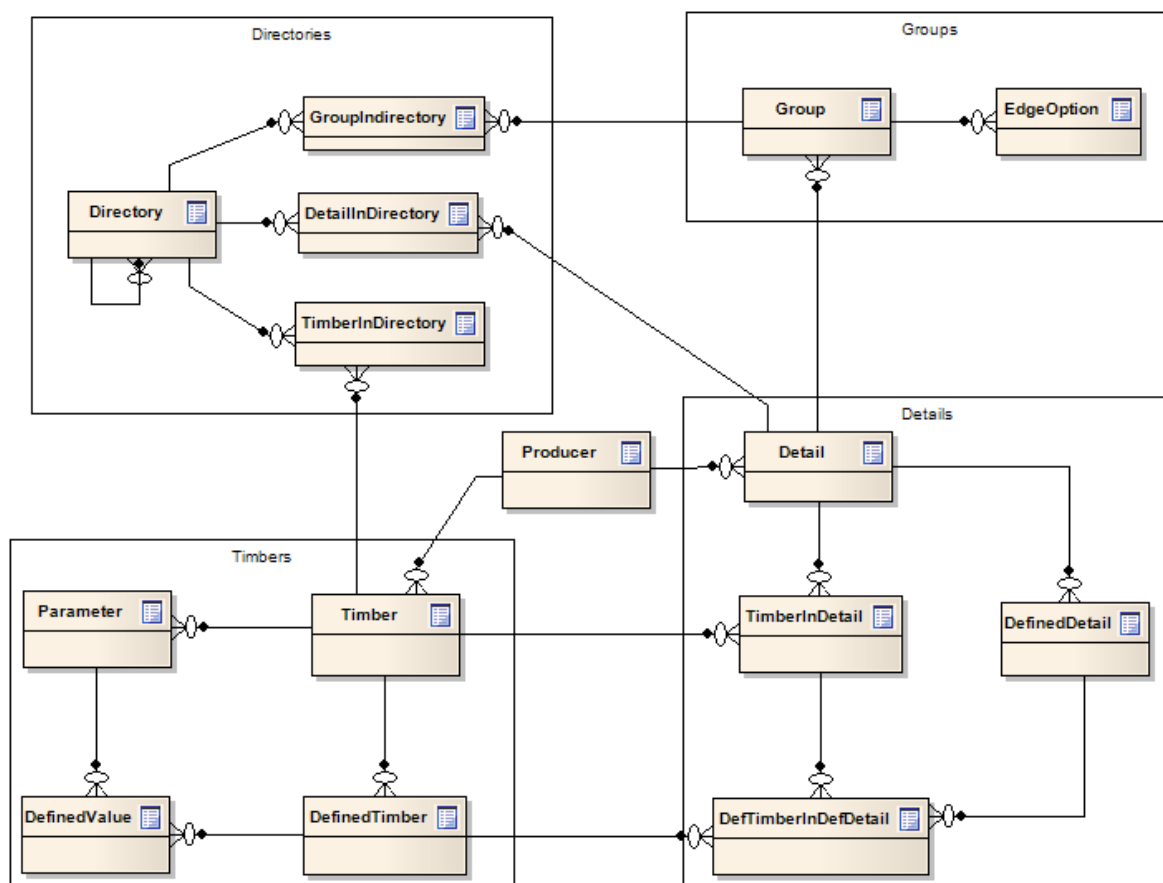 Directories
Groups
GroupIndirectory
Group
EdgeOption
Directory
DetailInDirectory
TimberInDirectory
Details
Producer
Detail
Timbers
Parameter
Timber
TimberInDetail
DefinedDetail
DefinedValue
DefinedTimber
DefTimberInDefDetail